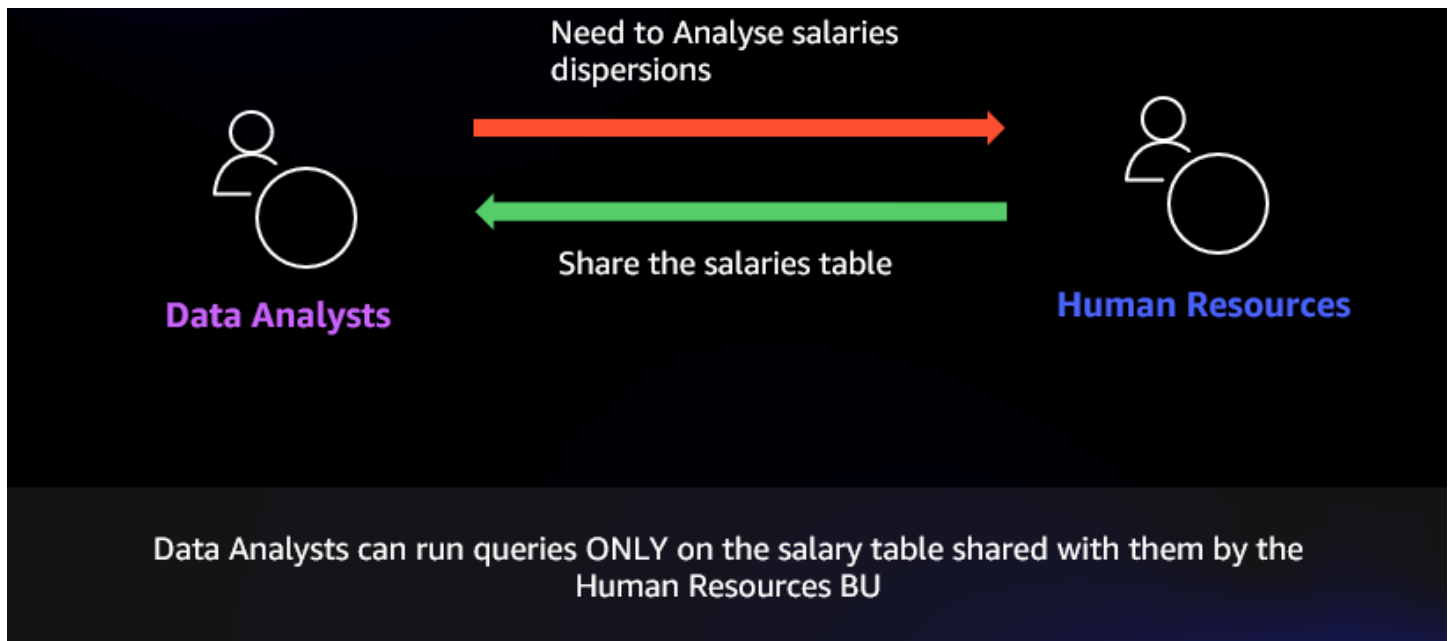 Need to Analyse salaries
dispersions
Share the salaries table
Data Analysts
Human Resources
Data Analysts can run queries ONLY on the salary table shared with them by the
Human Resources BU